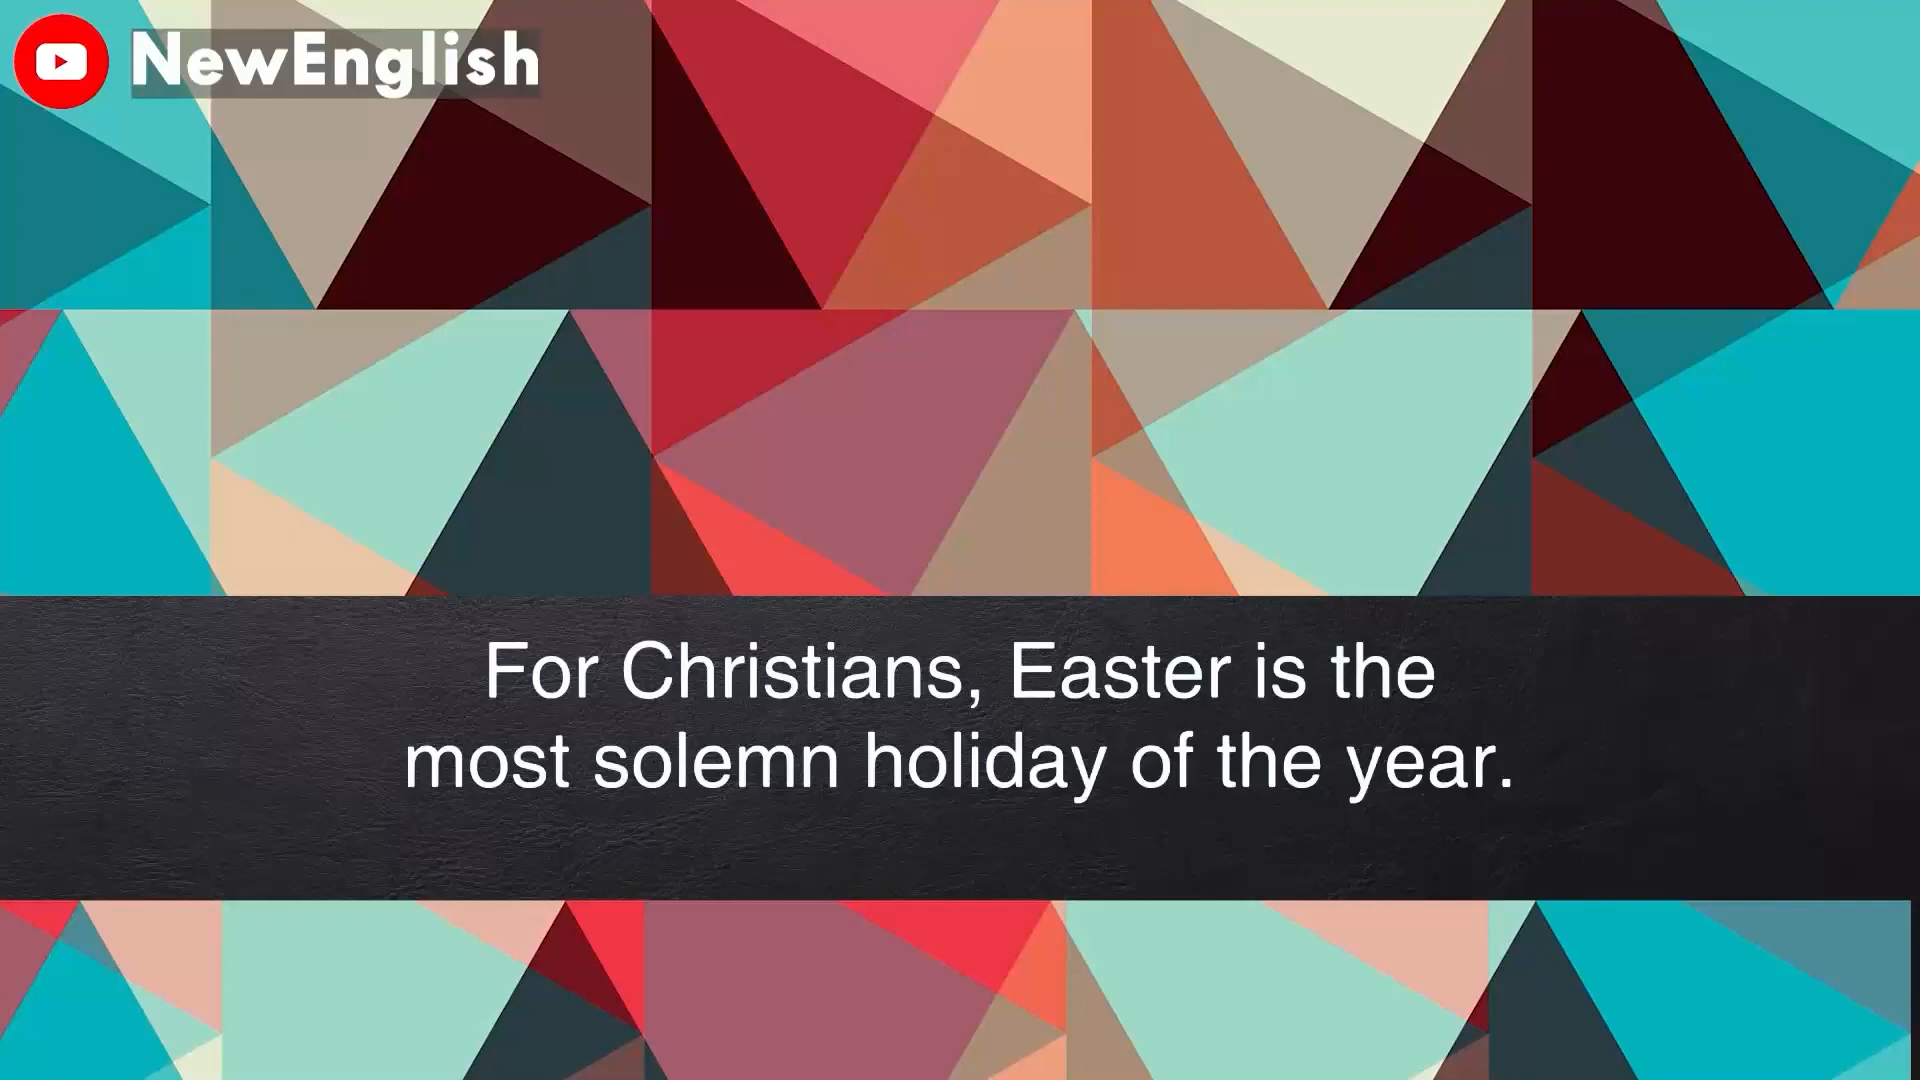 NewEnglish
For Christians, Easter is the
most solemn holiday of the year.